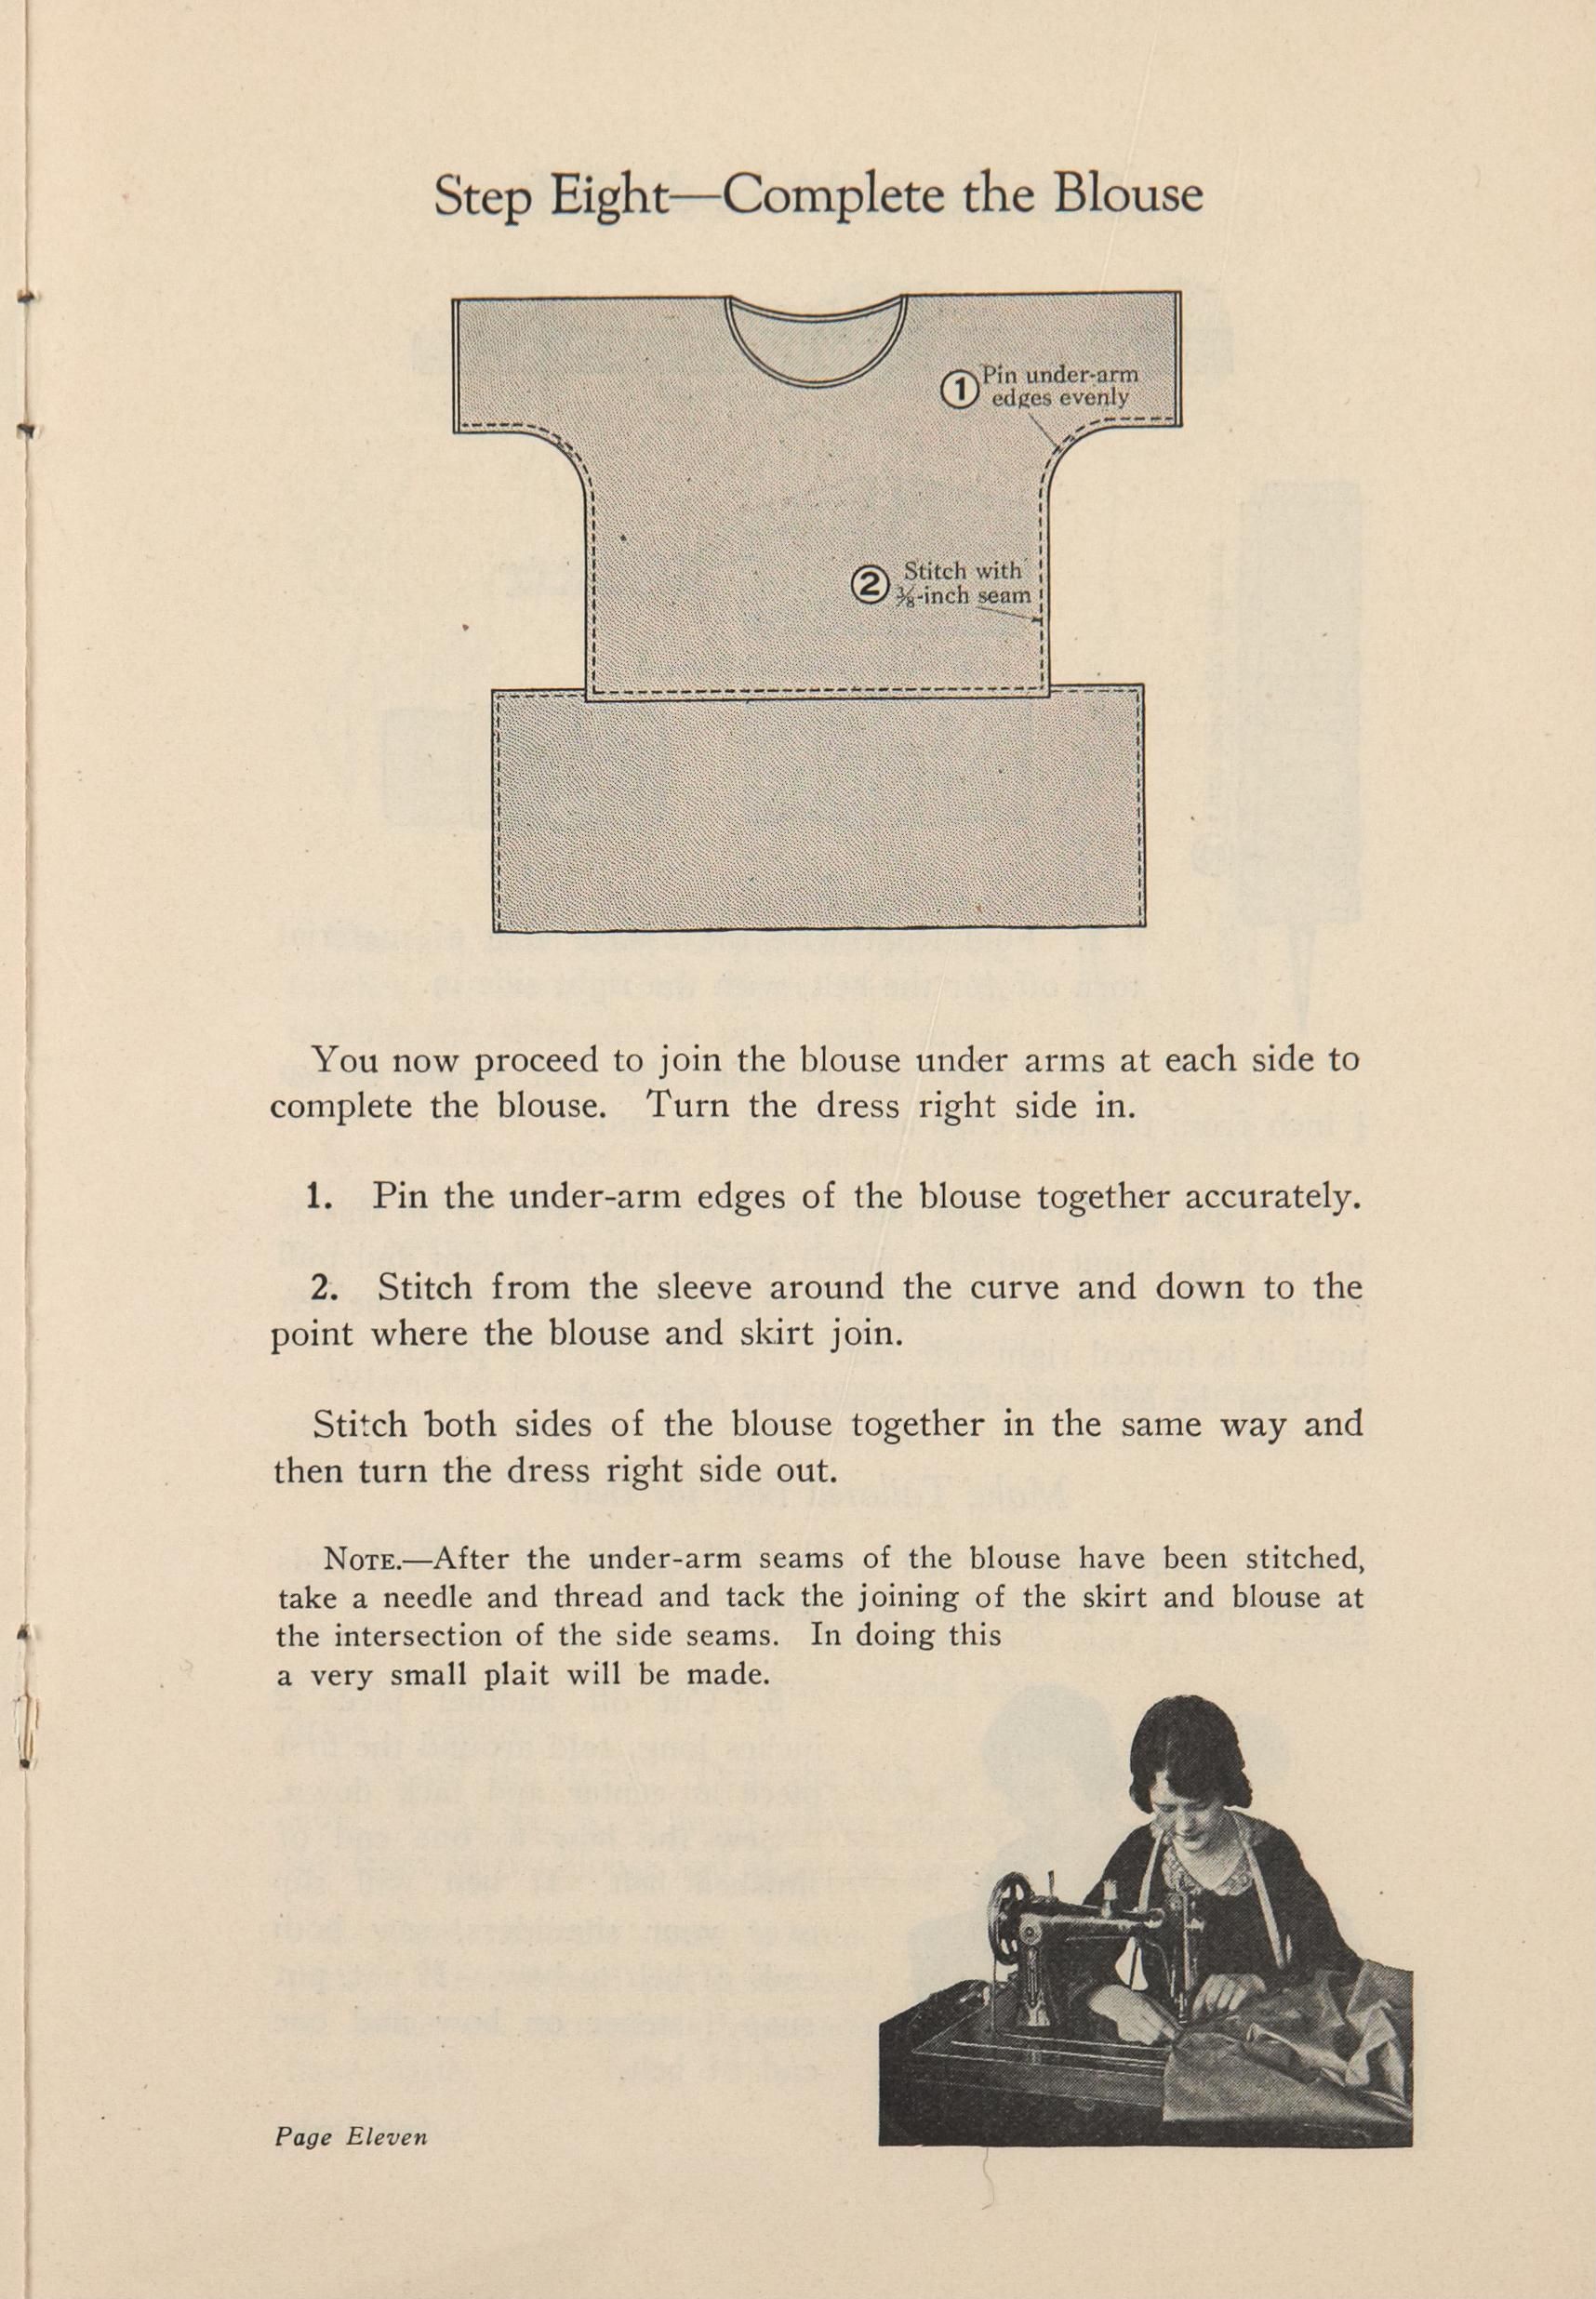 Step Eight—Complete the Blouse
① Pin under-arm
edges evenly
② Stitch with
⅜-inch seam
You now proceed to join the blouse under arms at each side to
complete the blouse. Turn the dress right side in.
1. Pin the under-arm edges of the blouse together accurately.
2. Stitch from the sleeve around the curve and down to the
point where the blouse and skirt join.
Stitch both sides of the blouse together in the same way and
then turn the dress right side out.
NOTE.—After the under-arm seams of the blouse have been stitched,
take a needle and thread and tack the joining of the skirt and blouse at
the intersection of the side seams. In doing this
a very small plait will be made.
Page Eleven